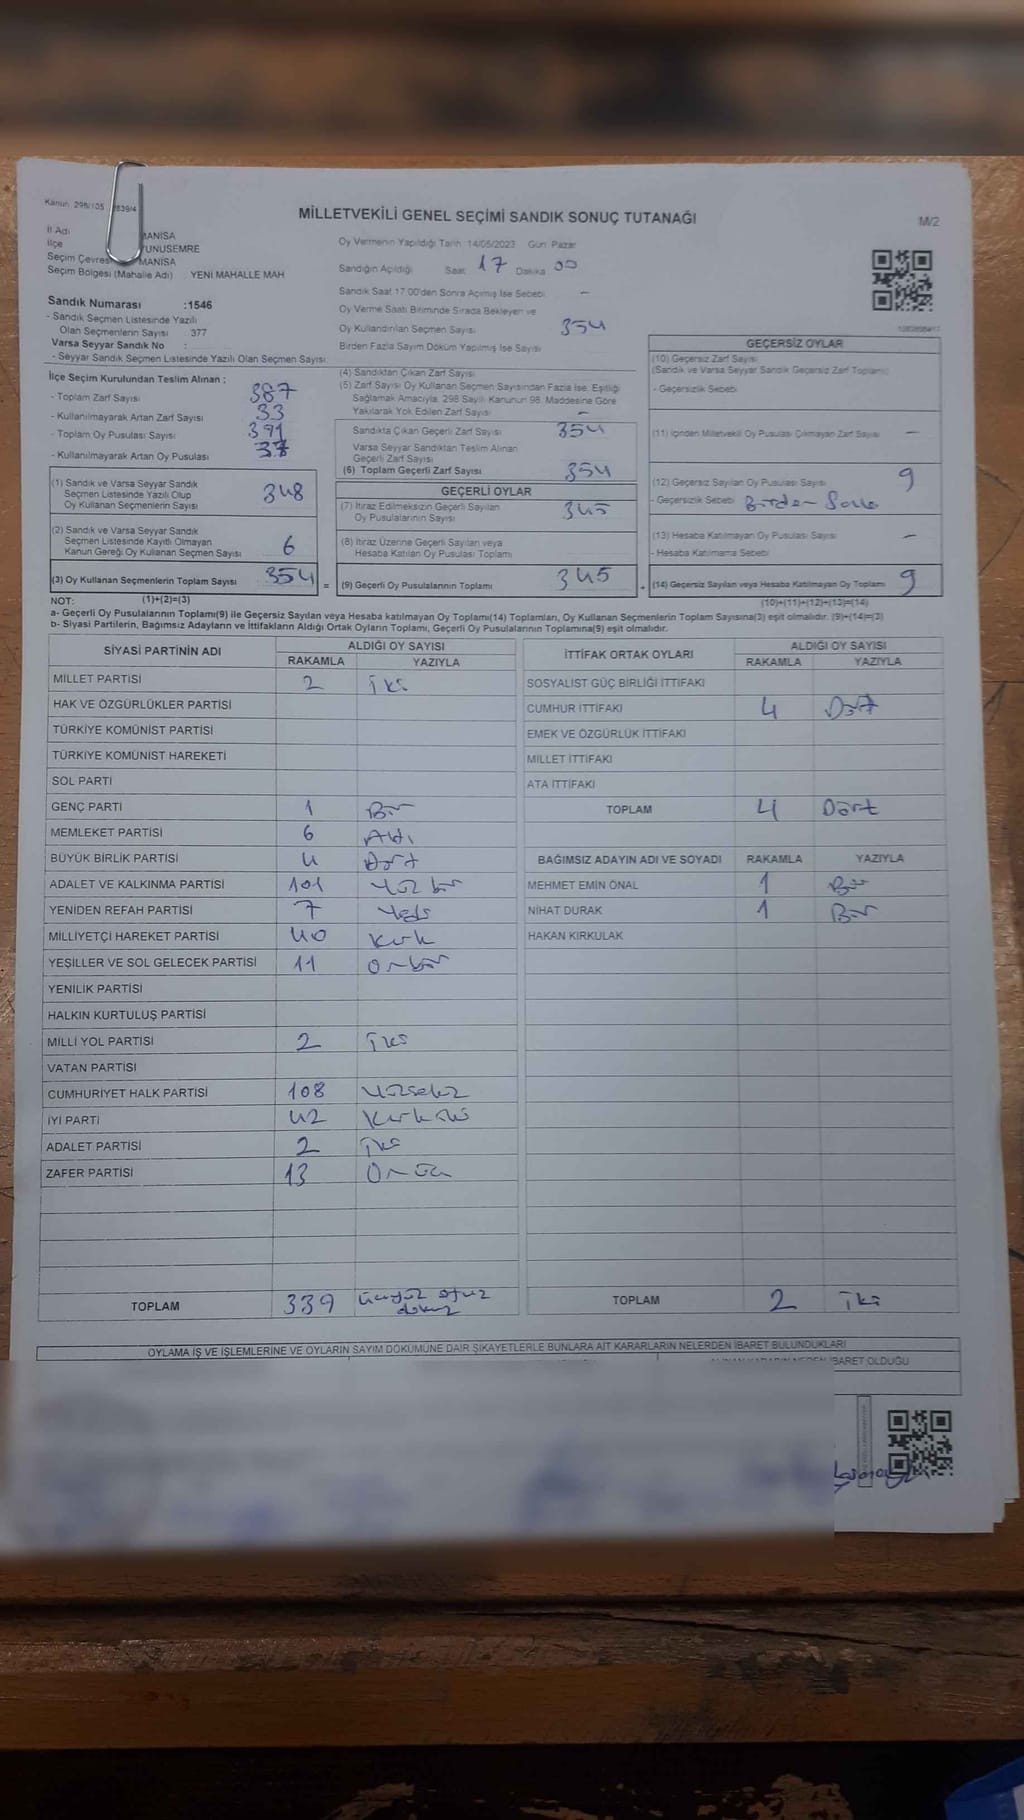 Kanun: 298/105 2839/4
MİLLETVEKİLİ GENEL SEÇİMİ SANDIK SONUÇ TUTANAĞI
M/2
İl Adı MANİSA
İlçe YUNUSEMRE
Seçim Çevresi MANİSA
Seçim Bölgesi (Mahalle Adı) : YENİ MAHALLE MAH
Oy Vermenin Yapıldığı Tarih: 14/05/2023 Gün: Pazar
Sandığın Açıldığı Saat: 17 Dakika 00
Sandık Saat 17:00'den Sonra Açımış İse Sebebi: -
Oy Verme Saati Bitiminde Sırada Bekleyen ve
Oy Kullandırılan Seçmen Sayısı 354
Birden Fazla Sayım Döküm Yapılmış İse Sayısı
Sandık Numarası :1546
- Sandık Seçmen Listesinde Yazılı
Olan Seçmenlerin Sayısı : 377
Varsa Seyyar Sandık No :
- Seyyar Sandık Seçmen Listesinde Yazılı Olan Seçmen Sayısı:
İlçe Seçim Kurulundan Teslim Alınan :
- Toplam Zarf Sayısı 387
- Kullanılmayarak Artan Zarf Sayısı 33
- Toplam Oy Pusulası Sayısı 391
- Kullanılmayarak Artan Oy Pusulası 37
(1) Sandık ve Varsa Seyyar Sandık
Seçmen Listesinde Yazılı Olup
Oy Kullanan Seçmenlerin Sayısı 348
(2) Sandık ve Varsa Seyyar Sandık
Seçmen Listesinde Kayıtlı Olmayan
Kanun Gereği Oy Kullanan Seçmen Sayısı 6
(3) Oy Kullanan Seçmenlerin Toplam Sayısı 354 =
(1)+(2)=(3)
(4) Sandıktan Çıkan Zarf Sayısı
(5) Zarf Sayısı Oy Kullanan Seçmen Sayısından Fazla İse, Eşitliği
Sağlamak Amacıyla, 298 Sayılı Kanunun 98. Maddesine Göre
Yakılarak Yok Edilen Zarf Sayısı -
Sandıkta Çıkan Geçerli Zarf Sayısı 354
Varsa Seyyar Sandıktan Teslim Alınan
Geçerli Zarf Sayısı
(6) Toplam Geçerli Zarf Sayısı 354
GEÇERLİ OYLAR
(7) İtiraz Edilmeksizin Geçerli Sayılan
Oy Pusulalarının Sayısı 345
(8) İtiraz Üzerine Geçerli Sayılan veya
Hesaba Katılan Oy Pusulası Toplamı
(9) Geçerli Oy Pusulalarının Toplamı 345 +
GEÇERSİZ OYLAR
(10) Geçersiz Zarf Sayısı
(Sandık ve Varsa Seyyar Sandık Geçersiz Zarf Toplamı)
- Geçersizlik Sebebi
(11) İçinden Milletvekili Oy Pusulası Çıkmayan Zarf Sayısı -
(12) Geçersiz Sayılan Oy Pusulası Sayısı 9
- Geçersizlik Sebebi Birden
(13) Hesaba Katılmayan Oy Pusulası Sayısı -
- Hesaba Katılmama Sebebi
(14) Geçersiz Sayılan veya Hesaba Katılmayan Oy Toplamı 9
(10)+(11)+(12)+(13)=(14)
NOT:
a- Geçerli Oy Pusulalarının Toplamı(9) ile Geçersiz Sayılan veya Hesaba katılmayan Oy Toplamı(14) Toplamları, Oy Kullanan Seçmenlerin Toplam Sayısına(3) eşit olmalıdır. (9)+(14)=(3)
b- Siyasi Partilerin, Bağımsız Adayların ve İttifakların Aldığı Ortak Oyların Toplamı, Geçerli Oy Pusulalarının Toplamına(9) eşit olmalıdır.
SİYASİ PARTİNİN ADI ALDIĞI OY SAYISI
RAKAMLA YAZIYLA
MİLLET PARTİSİ 2 İki
HAK VE ÖZGÜRLÜKLER PARTİSİ
TÜRKİYE KOMÜNİST PARTİSİ
TÜRKİYE KOMÜNİST HAREKETİ
SOL PARTİ
GENÇ PARTİ 1 Bir
MEMLEKET PARTİSİ 6 Altı
BÜYÜK BİRLİK PARTİSİ 4 Dört
ADALET VE KALKINMA PARTİSİ 101 Yüz bir
YENİDEN REFAH PARTİSİ 7 Yedi
MİLLİYETÇİ HAREKET PARTİSİ 40 Kırk
YEŞİLLER VE SOL GELECEK PARTİSİ 11 Onbir
YENİLİK PARTİSİ
HALKIN KURTULUŞ PARTİSİ
MİLLİ YOL PARTİSİ 2 İki
VATAN PARTİSİ
CUMHURİYET HALK PARTİSİ 108 Yüzsekiz
İYİ PARTİ 42 Kırkiki
ADALET PARTİSİ 2 İki
ZAFER PARTİSİ 13 On üç
TOPLAM 339 Üçyüz otuz
dokuz
İTTİFAK ORTAK OYLARI ALDIĞI OY SAYISI
RAKAMLA YAZIYLA
SOSYALİST GÜÇ BİRLİĞİ İTTİFAKI
CUMHUR İTTİFAKI 4 Dört
EMEK VE ÖZGÜRLÜK İTTİFAKI
MİLLET İTTİFAKI
ATA İTTİFAKI
TOPLAM 4 Dört
BAĞIMSIZ ADAYIN ADI VE SOYADI RAKAMLA YAZIYLA
MEHMET EMİN ÖNAL 1 Bir
NİHAT DURAK 1 Bir
HAKAN KIRKULAK
TOPLAM 2 İki
OYLAMA İŞ VE İŞLEMLERİNE VE OYLARIN SAYIM DÖKÜMÜNE DAİR ŞİKAYETLERLE BUNLARA AİT KARARLARIN NELERDEN İBARET BULUNDUKLARI
ALINAN KARARIN NEDEN İBARET OLDUĞU